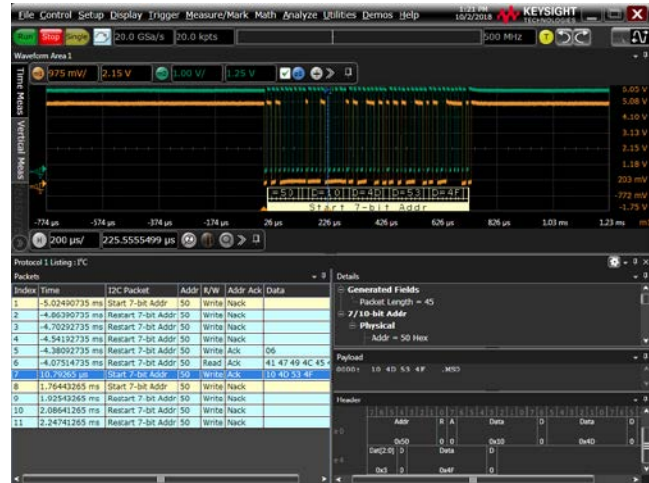 File Control Setup Display Trigger Measure/Mark Math Analyze Utilities Demos Help
1:21 PM
10/2/2018
KEYSIGHT
TECHNOLOGIES
Run Stop Single 20.0 GSa/s 20.0 kpts 500 MHz T
Waveform Area 1
975 mV/ 2.15 V 1.00 V/ 1.25 V
Time Meas
Vertical Meas
6.05 V
5.08 V
4.10 V
3.13 V
2.15 V
1.18 V
203 mV
-772 mV
-1.75 V
=50 D=10 D=4D D=53 D=4F
Start 7-bit Addr
-774 µs -574 µs -374 µs -174 µs 26 µs 226 µs 426 µs 626 µs 826 µs 1.03 ms 1.23 ms
H 200 µs/ 225.5555499 µs
Protocol 1 Listing : I²C
Packets
Index Time I2C Packet Addr R/W Addr Ack Data
1 -5.02490735 ms Start 7-bit Addr 50 Write Nack
2 -4.86390735 ms Restart 7-bit Addr 50 Write Nack
3 -4.70292735 ms Restart 7-bit Addr 50 Write Nack
4 -4.54192735 ms Restart 7-bit Addr 50 Write Nack
5 -4.38092735 ms Restart 7-bit Addr 50 Write Ack 06
6 -4.07514735 ms Restart 7-bit Addr 50 Read Ack 41 47 49 4C 45
7 10.79265 µs Start 7-bit Addr 50 Write Ack 10 4D 53 4F
8 1.76443265 ms Start 7-bit Addr 50 Write Nack
9 1.92543265 ms Restart 7-bit Addr 50 Write Nack
10 2.08641265 ms Restart 7-bit Addr 50 Write Nack
11 2.24741265 ms Restart 7-bit Addr 50 Write Nack
Details
Generated Fields
Packet Length = 45
7/10-bit Addr
Physical
Addr = 50 Hex
Payload
0000: 10 4D 53 4F .MSO
Header
Addr R A Data D Data D
0x50 0 0 0x10 0 0x4D 0
Dat[2:0] D Data D
0x3 0 0x4F 0